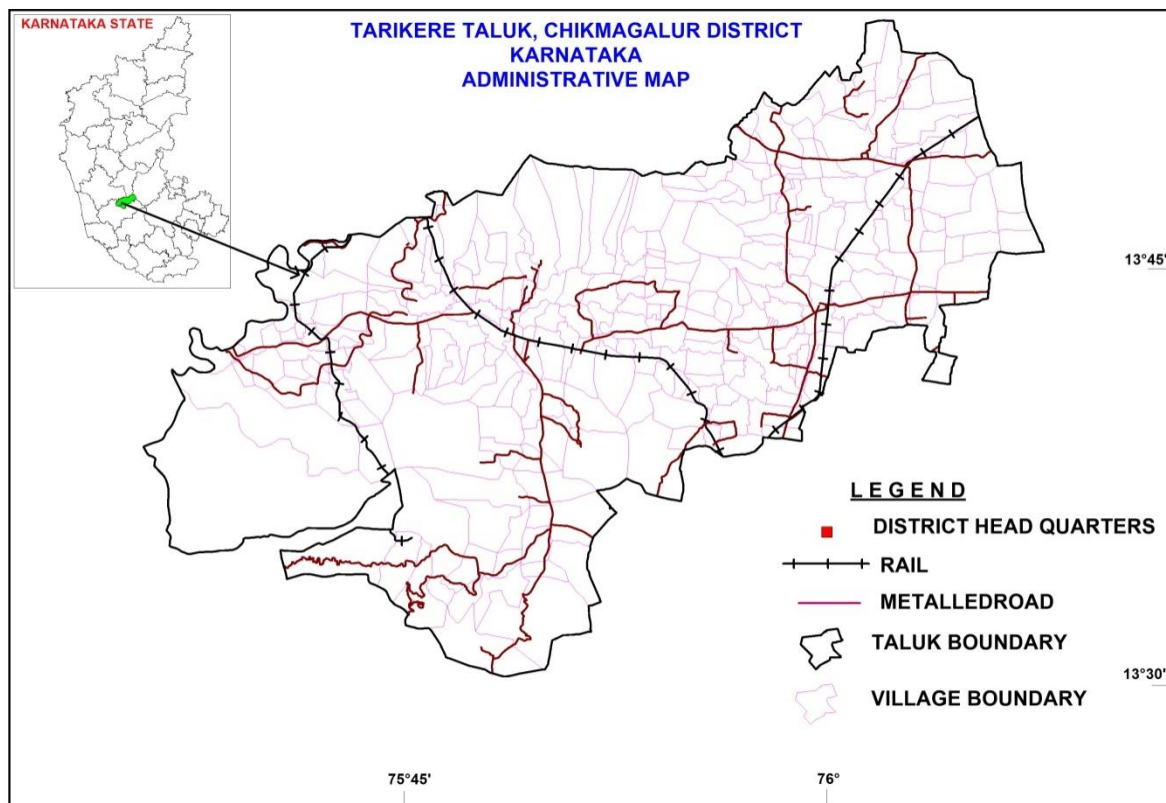 KARNATAKA STATE
TARIKERE TALUK, CHIKMAGALUR DISTRICT
KARNATAKA
ADMINISTRATIVE MAP
13°45'
LEGEND
DISTRICT HEAD QUARTERS
RAIL
METALLEDROAD
TALUK BOUNDARY
13°30'
VILLAGE BOUNDARY
75°45'
76°